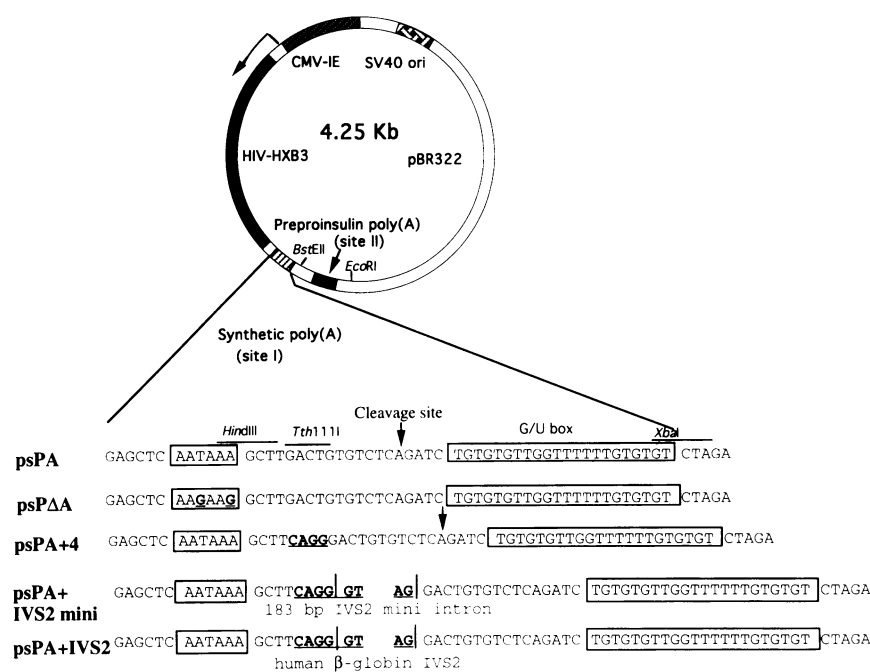 CMV-IE
SV40 ori
4.25 Kb
HIV-HXB3
pBR322
Preproinsulin poly(A)
(site II)
BstEII
EcoRI
Synthetic poly(A)
(site I)
Cleavage site
HindIII
Tth111I
G/U box
XbaI
psPA GAGCTC AATAAA GCTTGACTGTGTCTCAGATC TGTGTGTTGGTTTTTTGTGTGT CTAGA
psPΔA GAGCTC AAGAAG GCTTGACTGTGTCTCAGATC TGTGTGTTGGTTTTTTGTGTGT CTAGA
psPA+4 GAGCTC AATAAA GCTTCAGGGACTGTGTCTCAGATC TGTGTGTTGGTTTTTTGTGTGT CTAGA
psPA+ GAGCTC AATAAA GCTTCAGG GT AG GACTGTGTCTCAGATC TGTGTGTTGGTTTTTTGTGTGT CTAGA
IVS2 mini 183 bp IVS2 mini intron
psPA+IVS2 GAGCTC AATAAA GCTTCAGG GT AG GACTGTGTCTCAGATC TGTGTGTTGGTTTTTTGTGTGT CTAGA
human β-globin IVS2